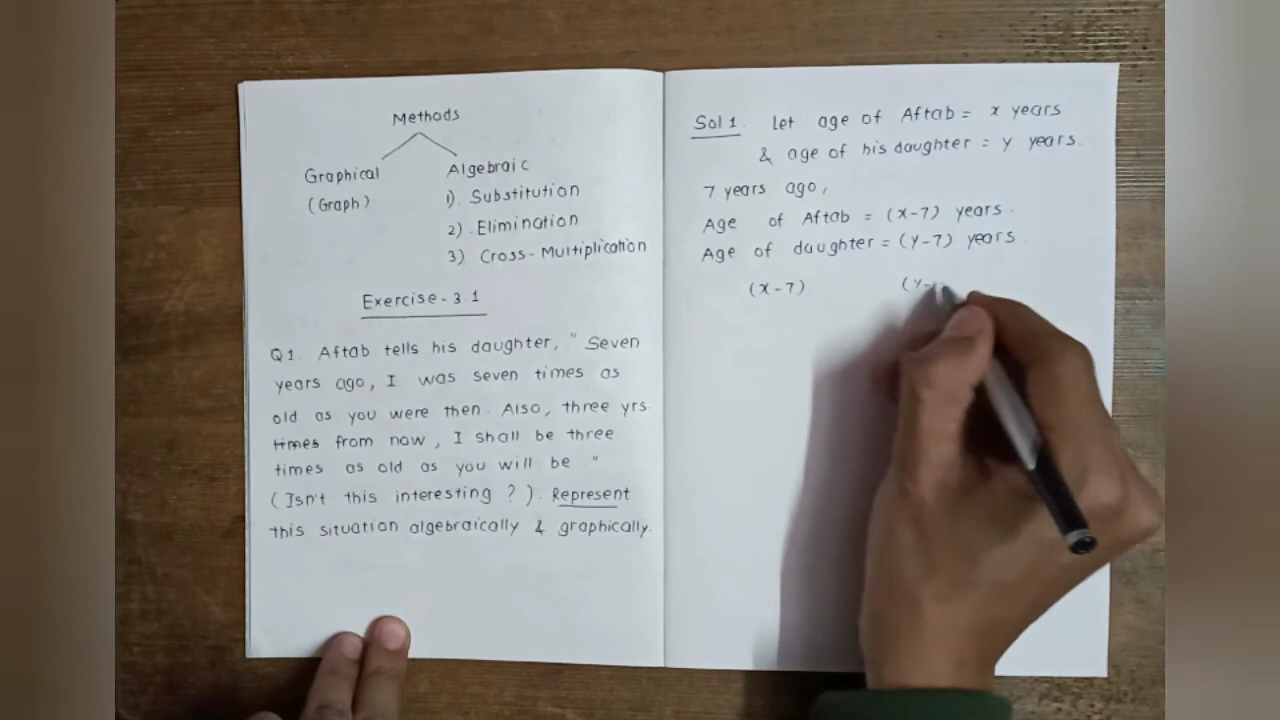 Methods
Graphical
(Graph)
Algebraic
1). Substitution
2). Elimination
3) Cross-Multiplication
Exercise-3.1
Q1. Aftab tells his daughter, "Seven
years ago, I was seven times as
old as you were then. Also, three yrs.
times from now, I shall be three
times as old as you will be "
(Isn't this interesting ?). Represent
this situation algebraically & graphically.
Sol 1. Let age of Aftab = x years
& age of his daughter = y years.
7 years ago,
Age of Aftab = (x-7) years.
Age of daughter = (y-7) years
(x-7) (y-